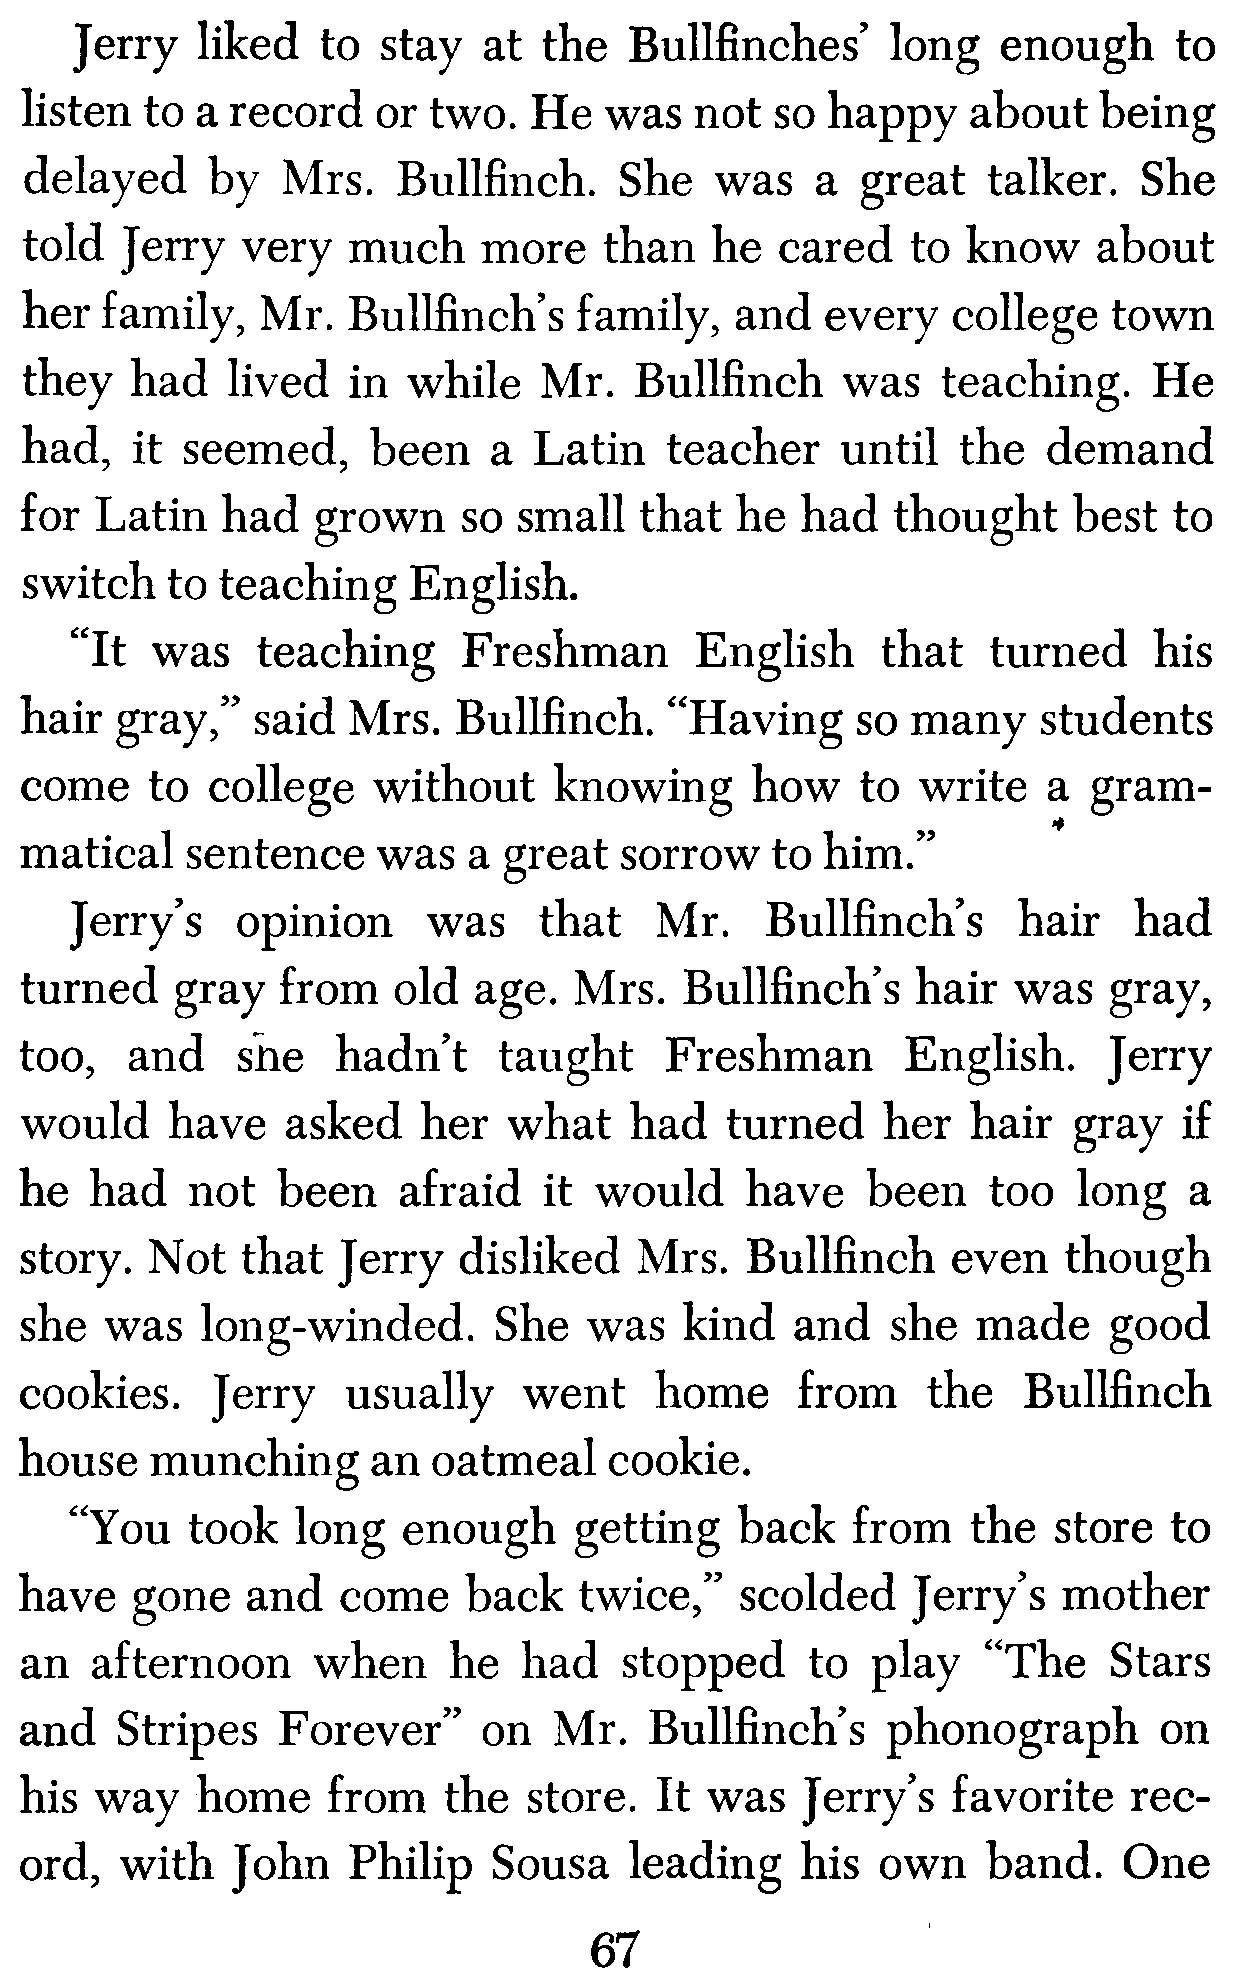 Jerry liked to stay at the Bullfinches’ long enough to
listen to a record or two. He was not so happy about being
delayed by Mrs. Bullfinch. She was a great talker. She
told Jerry very much more than he cared to know about
her family, Mr. Bullfinch’s family, and every college town
they had lived in while Mr. Bullfinch was teaching. He
had, it seemed, been a Latin teacher until the demand
for Latin had grown so small that he had thought best to
switch to teaching English.
“It was teaching Freshman English that turned his
hair gray,” said Mrs. Bullfinch. “Having so many students
come to college without knowing how to write a gram-
matical sentence was a great sorrow to him.”
Jerry’s opinion was that Mr. Bullfinch’s hair had
turned gray from old age. Mrs. Bullfinch’s hair was gray,
too, and she hadn’t taught Freshman English. Jerry
would have asked her what had turned her hair gray if
he had not been afraid it would have been too long a
story. Not that Jerry disliked Mrs. Bullfinch even though
she was long-winded. She was kind and she made good
cookies. Jerry usually went home from the Bullfinch
house munching an oatmeal cookie.
“You took long enough getting back from the store to
have gone and come back twice,” scolded Jerry’s mother
an afternoon when he had stopped to play “The Stars
and Stripes Forever” on Mr. Bullfinch’s phonograph on
his way home from the store. It was Jerry’s favorite rec-
ord, with John Philip Sousa leading his own band. One
67